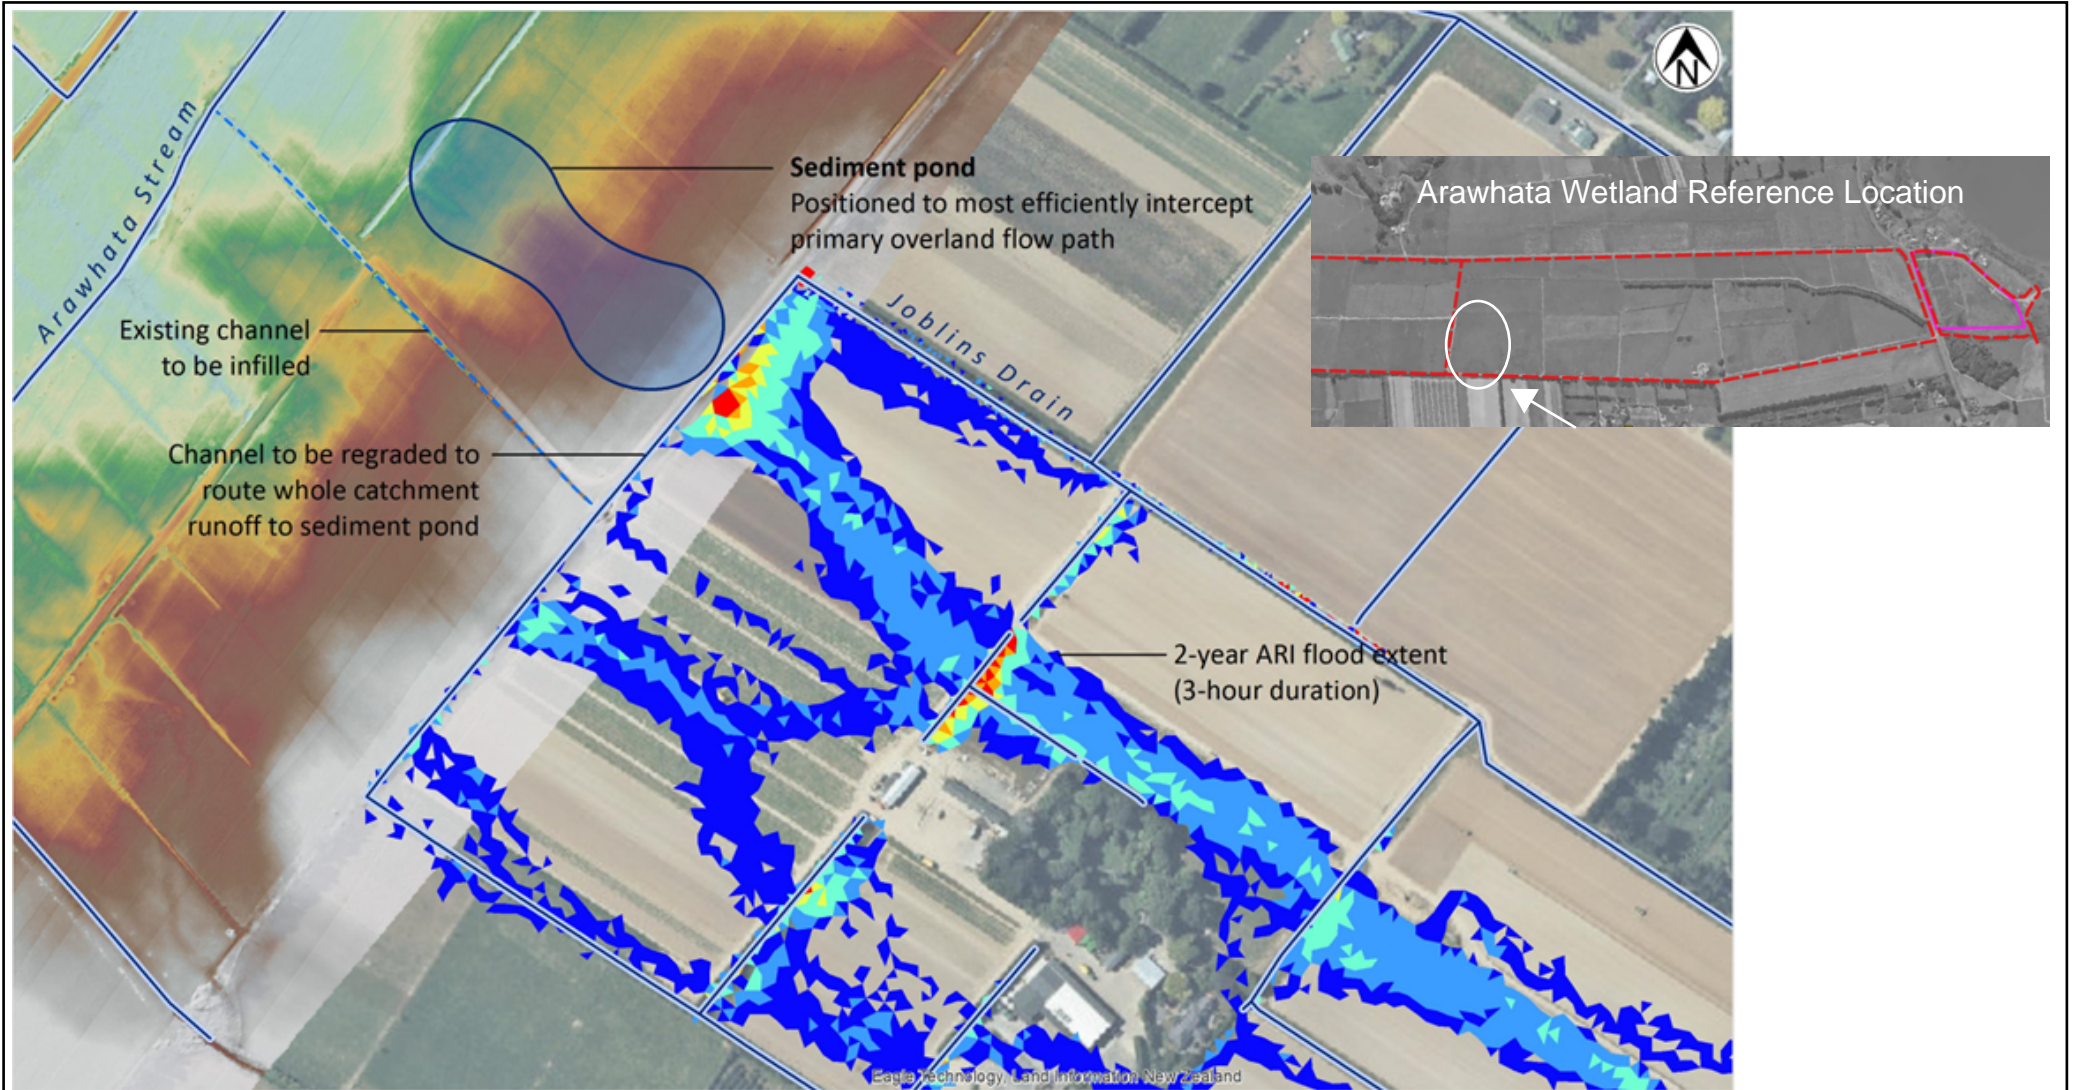 N
Arawhata Stream
Sediment pond
Positioned to most efficiently intercept
primary overland flow path
Arawhata Wetland Reference Location
Joblins Drain
Existing channel
to be infilled
Channel to be regraded to
route whole catchment
runoff to sediment pond
2-year ARI flood extent
(3-hour duration)
Eagle Technology, Land Information New Zealand